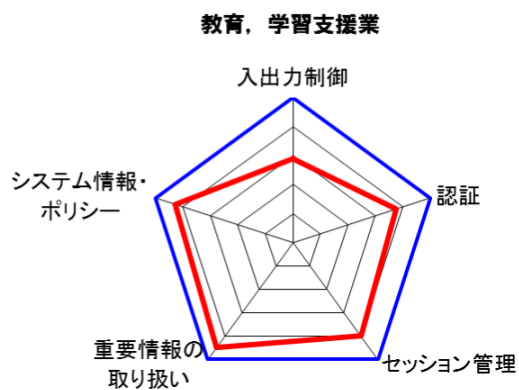 教育，学習支援業
入出力制御
認証
セッション管理
重要情報の
取り扱い
システム情報・
ポリシー